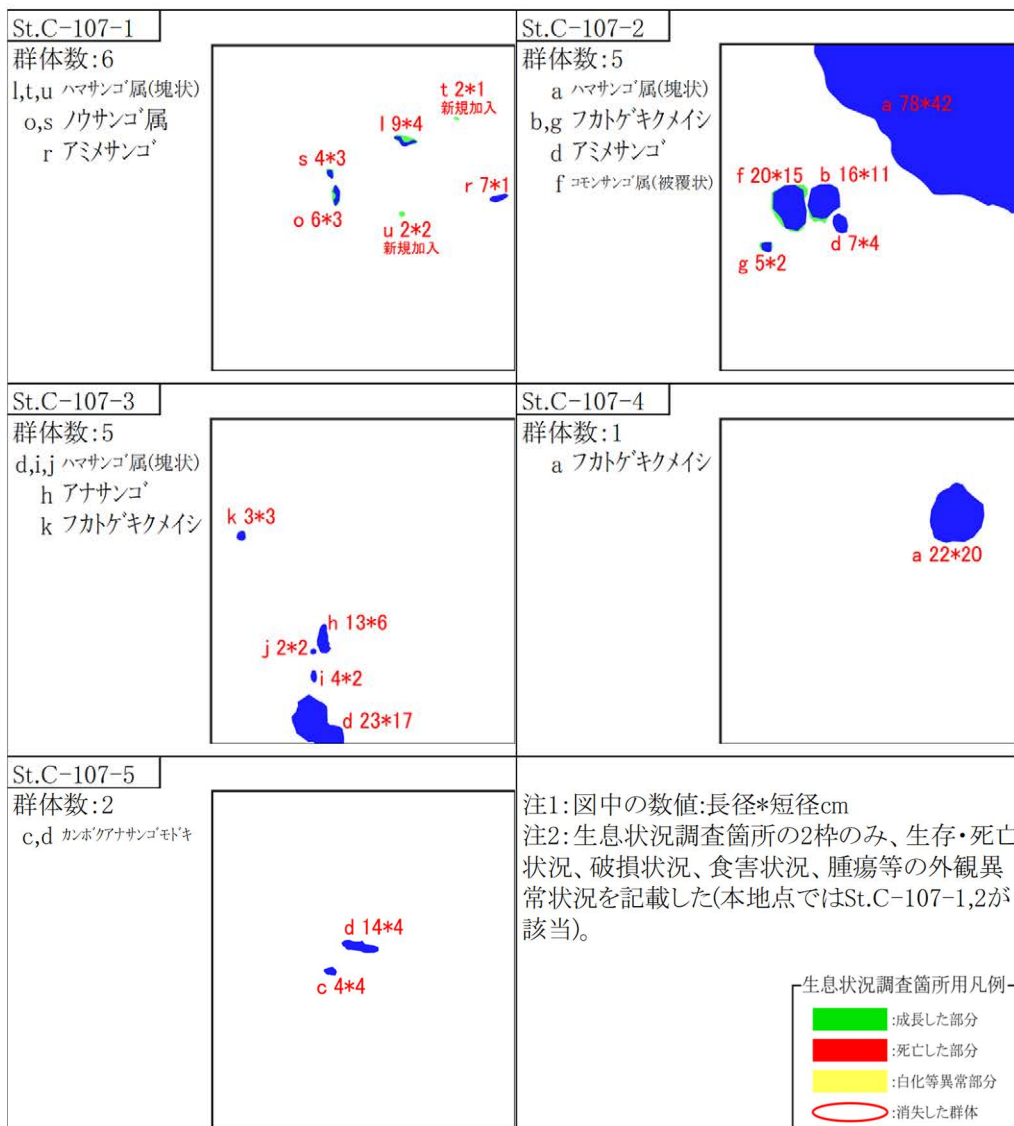 St.C-107-1
群体数:6
l,t,u ハマサンゴ属(塊状)
o,s ノウサンゴ属
r アミメサンゴ
t 2*1
新規加入
l 9*4
s 4*3
r 7*1
o 6*3
u 2*2
新規加入
St.C-107-2
群体数:5
a ハマサンゴ属(塊状)
b,g フカトゲキクメイシ
d アミメサンゴ
f コモンサンゴ属(被覆状)
a 78*42
f 20*15
b 16*11
d 7*4
g 5*2
St.C-107-3
群体数:5
d,i,j ハマサンゴ属(塊状)
h アナサンゴ
k フカトゲキクメイシ
k 3*3
h 13*6
j 2*2
i 4*2
d 23*17
St.C-107-4
群体数:1
a フカトゲキクメイシ
a 22*20
St.C-107-5
群体数:2
c,d カンボクアナサンゴモドキ
d 14*4
c 4*4
注1:図中の数値:長径*短径cm
注2:生息状況調査箇所の2枠のみ、生存・死亡
状況、破損状況、食害状況、腫瘍等の外観異
常状況を記載した(本地点ではSt.C-107-1,2が
該当)。
生息状況調査箇所用凡例
:成長した部分
:死亡した部分
:白化等異常部分
:消失した群体